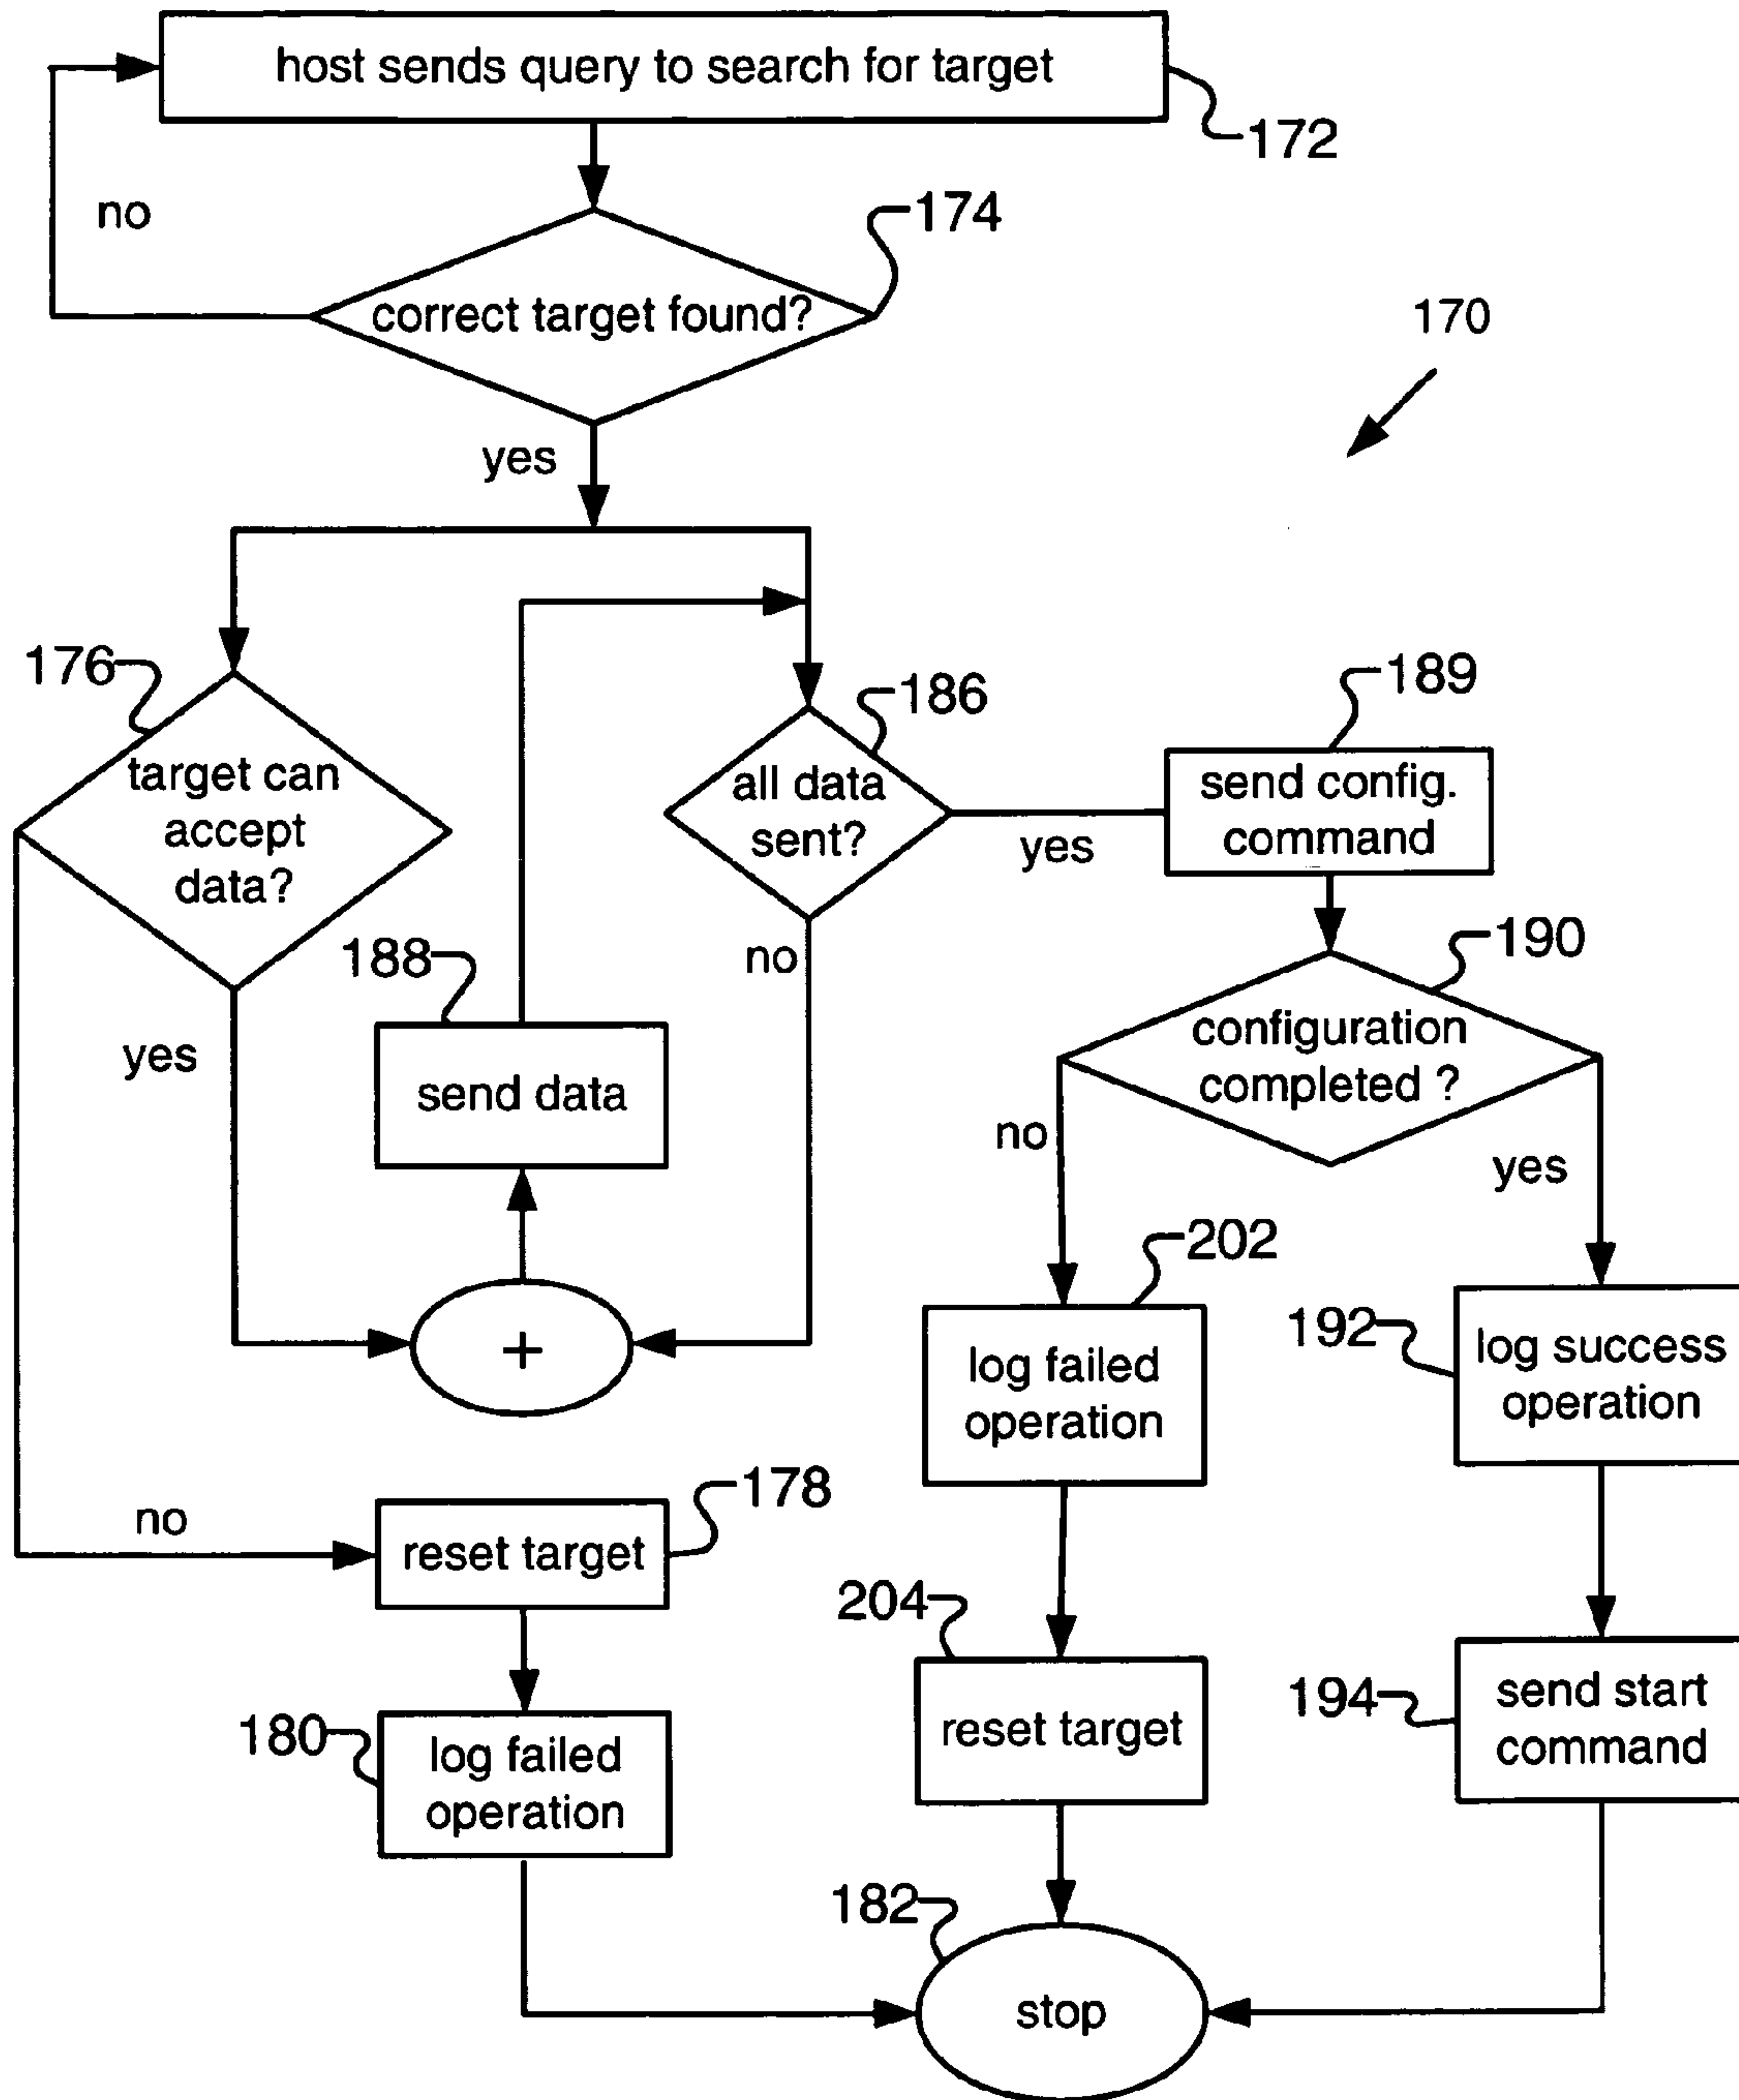 host sends query to search for target
172
no
174
correct target found?
170
yes
176
186
189
target can
accept
data?
all data
sent?
yes
send config.
command
188
no
190
yes
send data
configuration
completed ?
no
yes
202
+
192
log failed
operation
log success
operation
178
no
reset target
204
194
send start
command
180
log failed
operation
reset target
182
stop